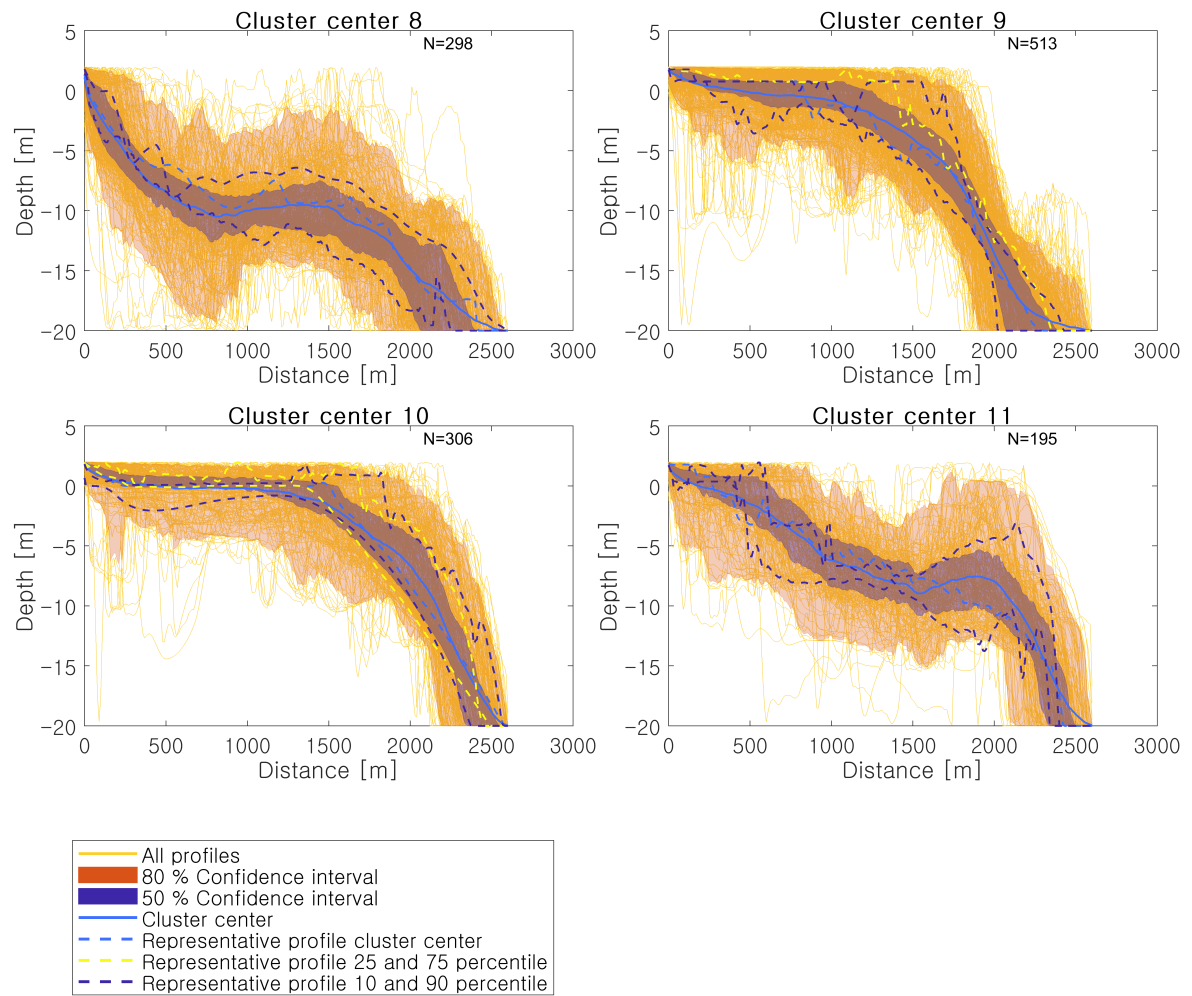 Cluster center 8
N=298
5
0
−5
−10
−15
−20
Depth [m]
0 500 1000 1500 2000 2500 3000
Distance [m]
Cluster center 9
N=513
5
0
−5
−10
−15
−20
Depth [m]
0 500 1000 1500 2000 2500 3000
Distance [m]
Cluster center 10
N=306
5
0
−5
−10
−15
−20
Depth [m]
0 500 1000 1500 2000 2500 3000
Distance [m]
Cluster center 11
N=195
5
0
−5
−10
−15
−20
Depth [m]
0 500 1000 1500 2000 2500 3000
Distance [m]
All profiles
80 % Confidence interval
50 % Confidence interval
Cluster center
Representative profile cluster center
Representative profile 25 and 75 percentile
Representative profile 10 and 90 percentile